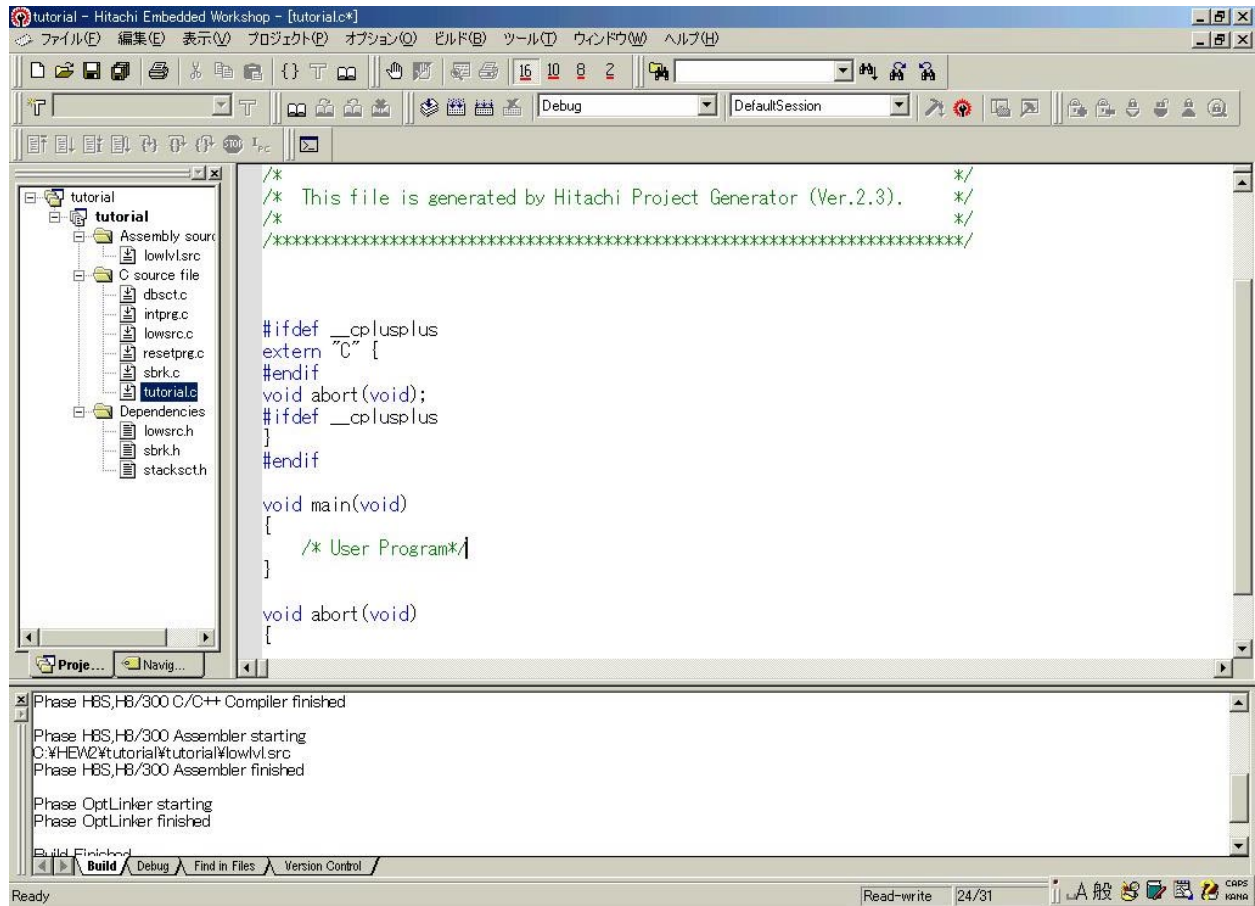 tutorial - Hitachi Embedded Workshop - [tutorial.c*]
ファイル(F) 編集(E) 表示(V) プロジェクト(P) オプション(O) ビルド(B) ツール(T) ウィンドウ(W) ヘルプ(H)
16 10 8 2
Debug DefaultSession
tutorial
tutorial
Assembly sourc
lowlvl.src
C source file
dbsct.c
intprg.c
lowsrc.c
resetprg.c
sbrk.c
tutorial.c
Dependencies
lowsrc.h
sbrk.h
stacksct.h
Proje... Navig...
/* */
/* This file is generated by Hitachi Project Generator (Ver.2.3). */
/* */
/***********************************************************************/
#ifdef __cplusplus
extern "C" {
#endif
void abort(void);
#ifdef __cplusplus
}
#endif
void main(void)
{
/* User Program*/
}
void abort(void)
{
Phase H8S,H8/300 C/C++ Compiler finished
Phase H8S,H8/300 Assembler starting
C:¥HEW2¥tutorial¥tutorial¥lowlvl.src
Phase H8S,H8/300 Assembler finished
Phase OptLinker starting
Phase OptLinker finished
Build Finished
Build Debug Find in Files Version Control
Ready Read-write 24/31 A 般 CAPS
KANA